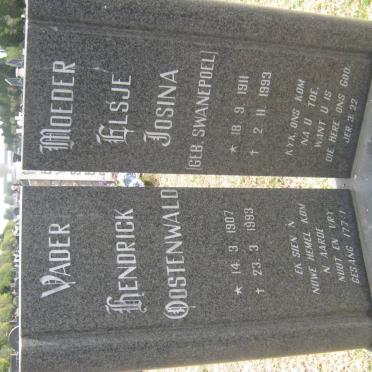 Vader
Hendrick
Oostenwald
* 14. 3. 1907
† 23. 3. 1993
EK SIEN 'N
NUWE HEMEL KOM
'N AARDE
NUUT EN VRY
GESANG 177:1
Moeder
Elsje
Josina
[GEB. SWANEPOEL]
* 18. 9. 1911
† 2. 11. 1993
KYK, ONS KOM
NA U TOE,
WANT U IS
DIE HERE ONS GOD.
JER. 3: 22